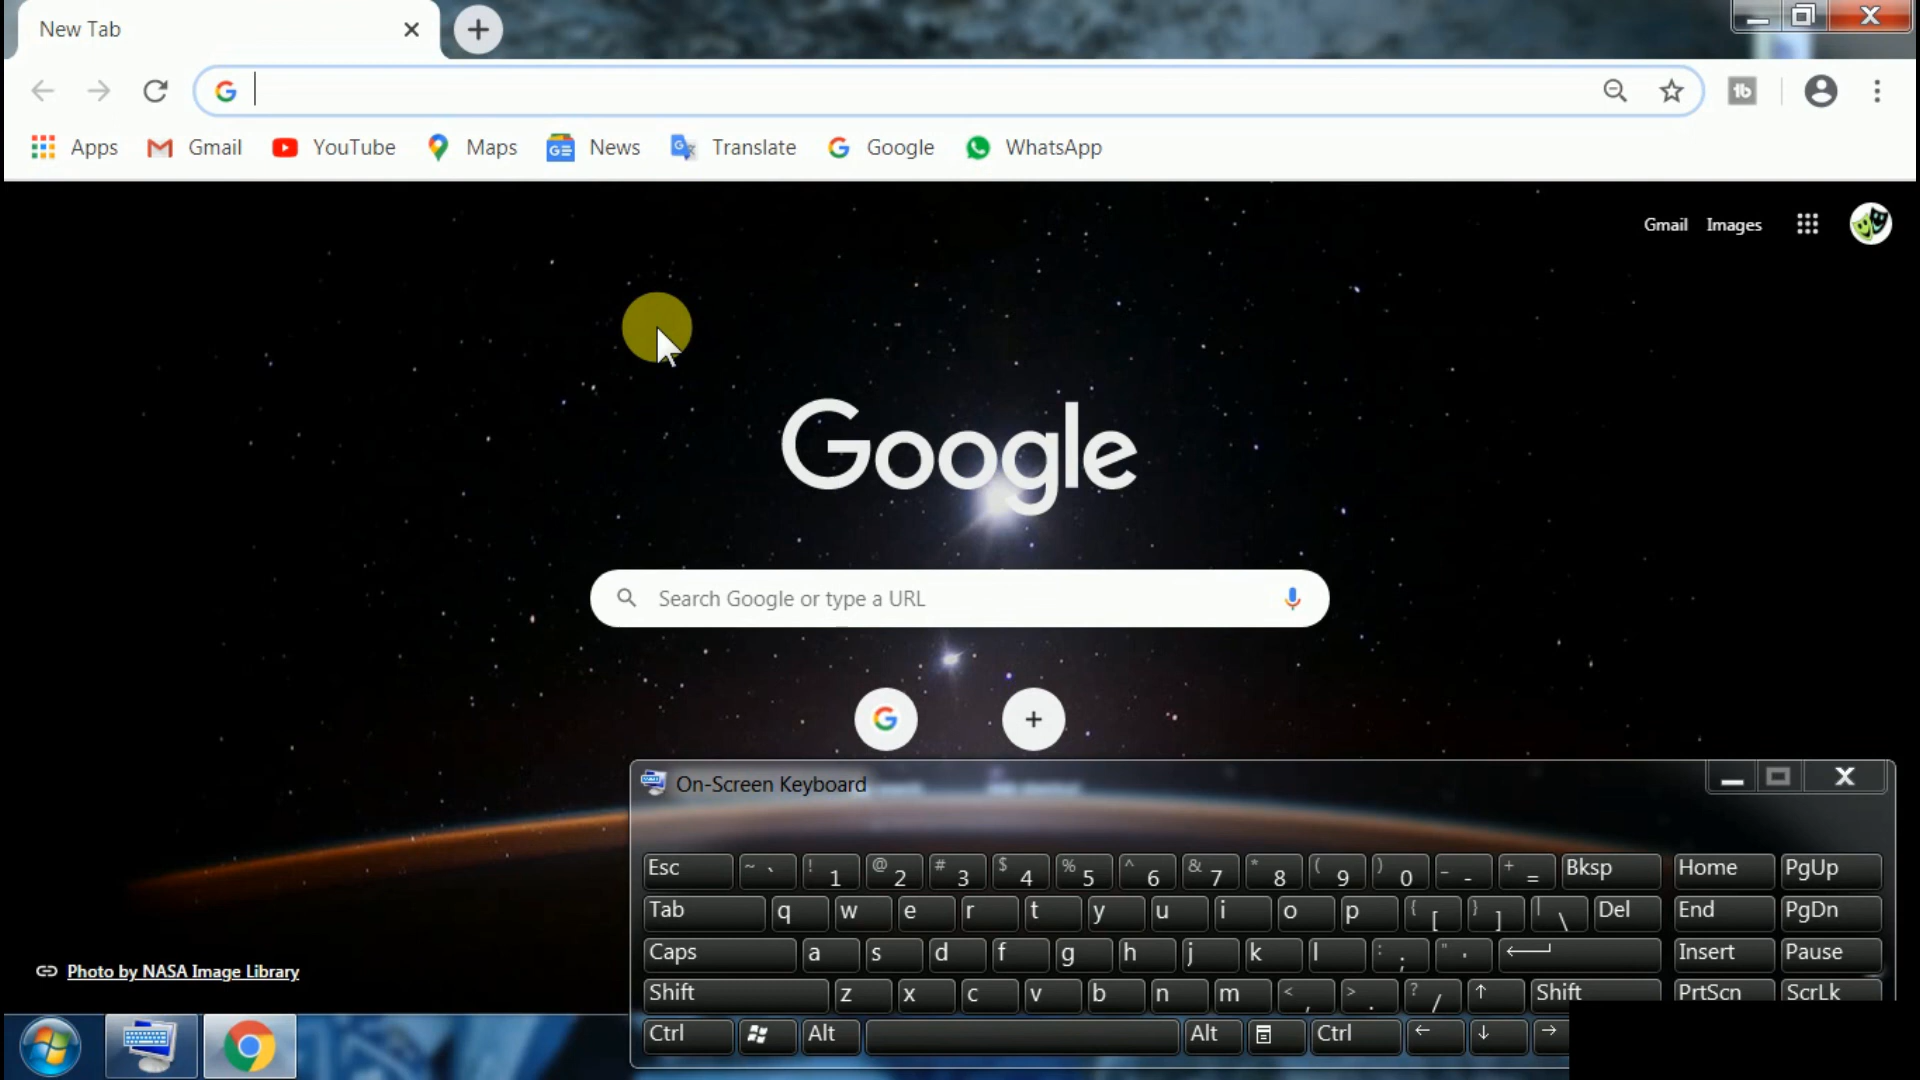 New Tab
Apps Gmail YouTube Maps News Translate Google WhatsApp
Gmail Images
Google
Search Google or type a URL
On-Screen Keyboard
Esc ~ ` ! 1 @ 2 # 3 $ 4 % 5 ^ 6 & 7 * 8 ( 9 ) 0 _ - + = Bksp Home PgUp
Tab q w e r t y u i o p { [ } ] | \ Del End PgDn
Caps a s d f g h j k l : ; " ' Insert Pause
Shift z x c v b n m < , > . ? / ↑ Shift PrtScn ScrLk
Ctrl Alt Alt Ctrl ← ↓ →
Photo by NASA Image Library